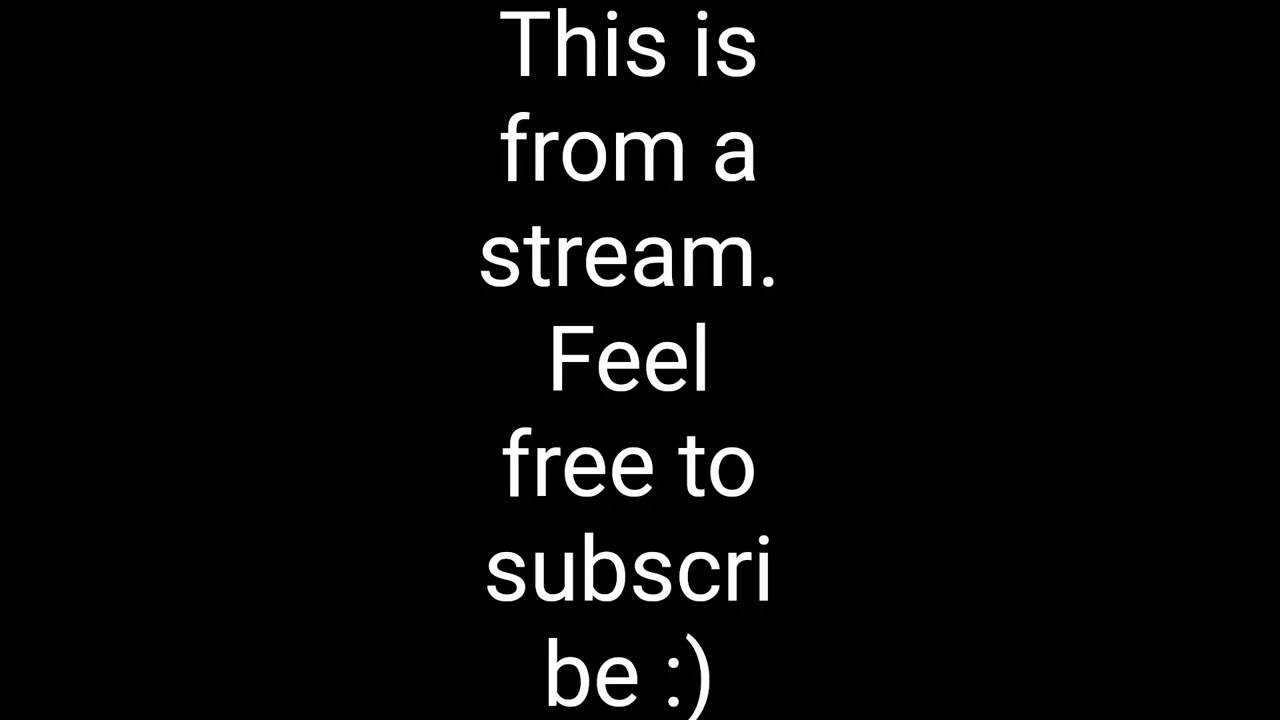 This is
from a
stream.
Feel
free to
subscri
be :)